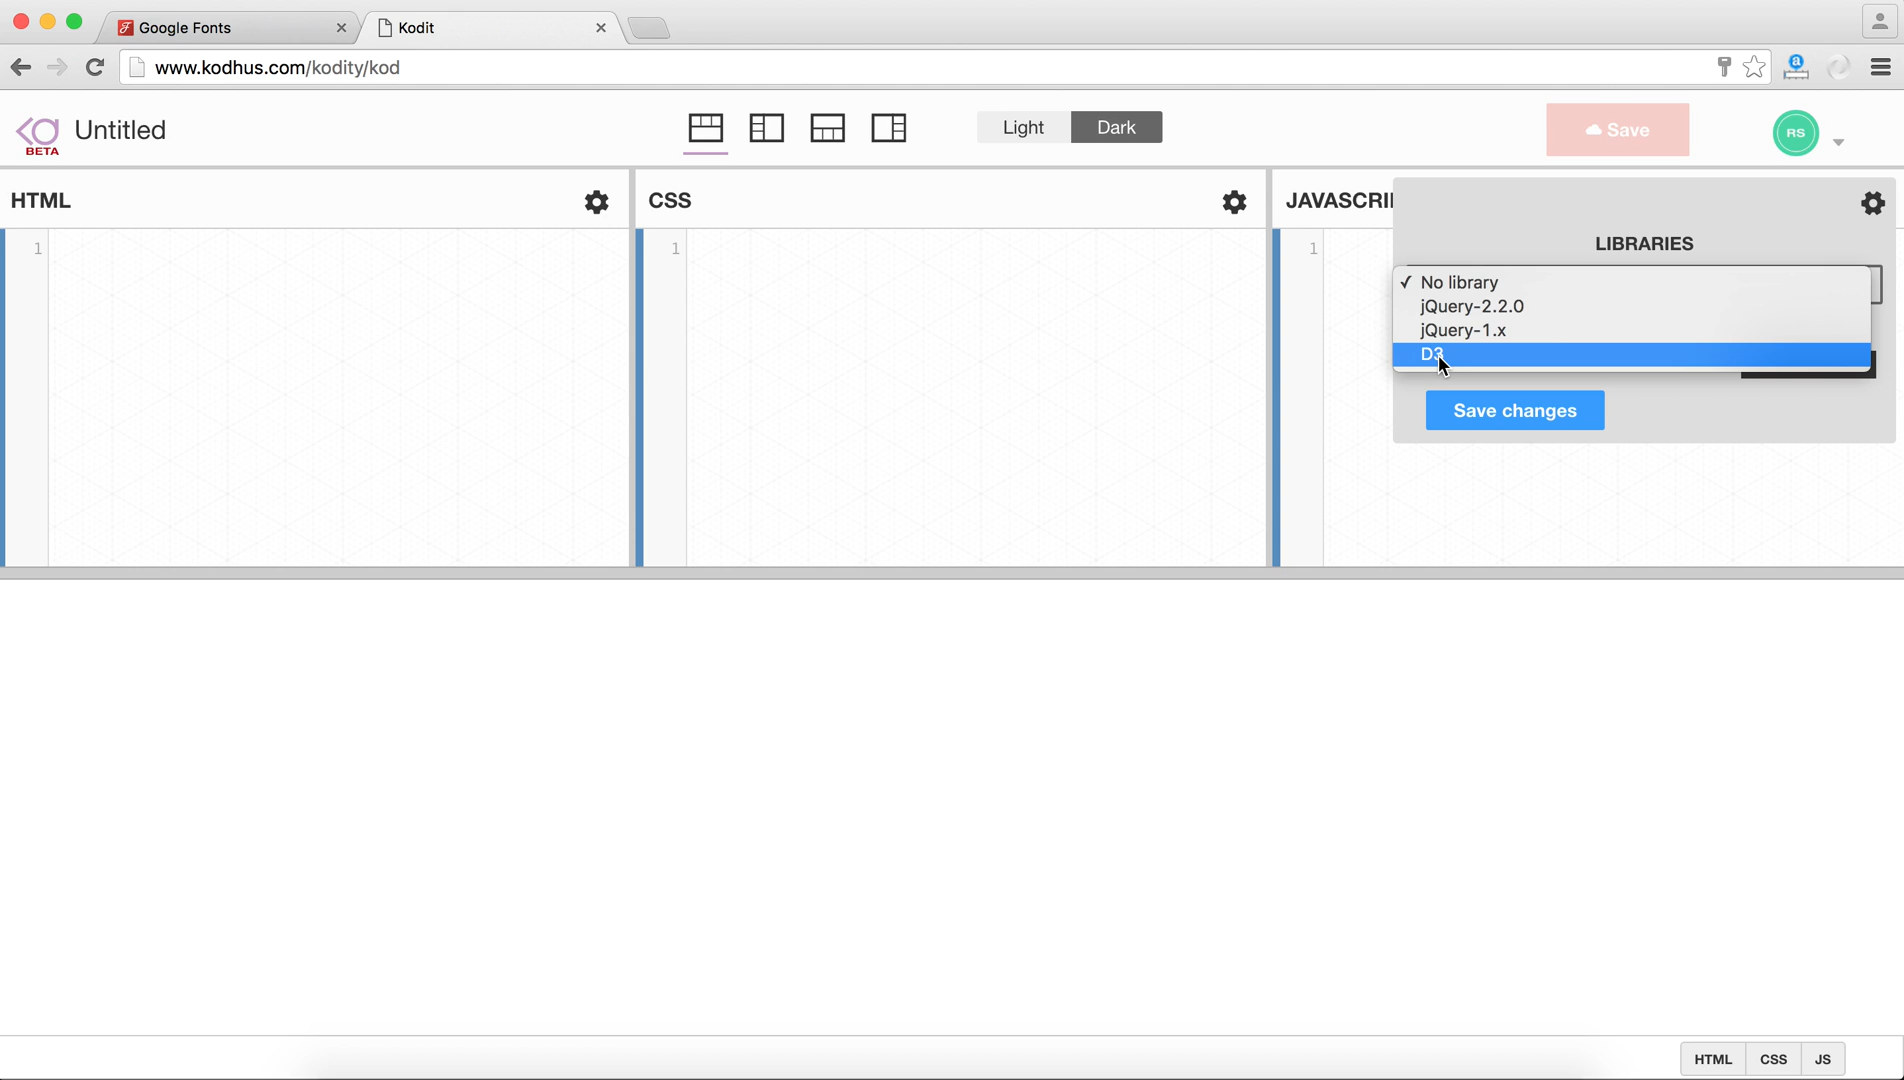 Google Fonts
Kodit
www.kodhus.com/kodity/kod
a
BETA
Untitled
Light
Dark
Save
RS
HTML
CSS
JAVASCRI
LIBRARIES
1
1
1
✓ No library
jQuery-2.2.0
jQuery-1.x
D3
Save changes
HTML
CSS
JS